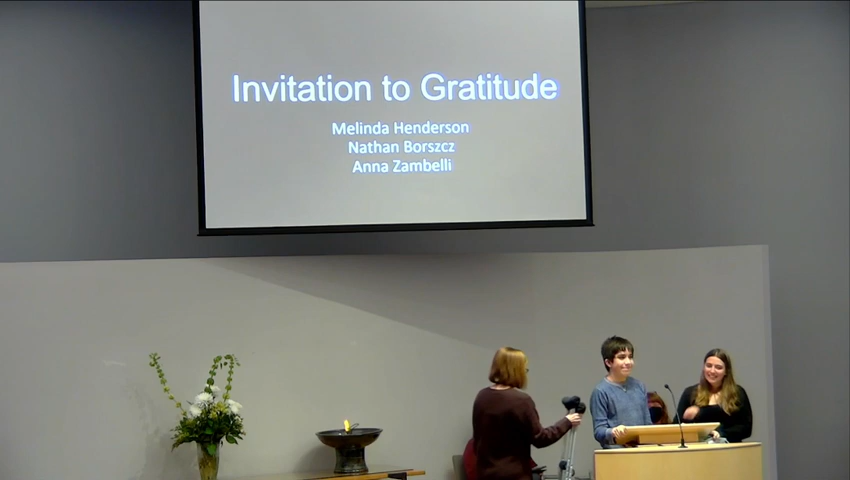 Invitation to Gratitude
Melinda Henderson
Nathan Borszcz
Anna Zambelli